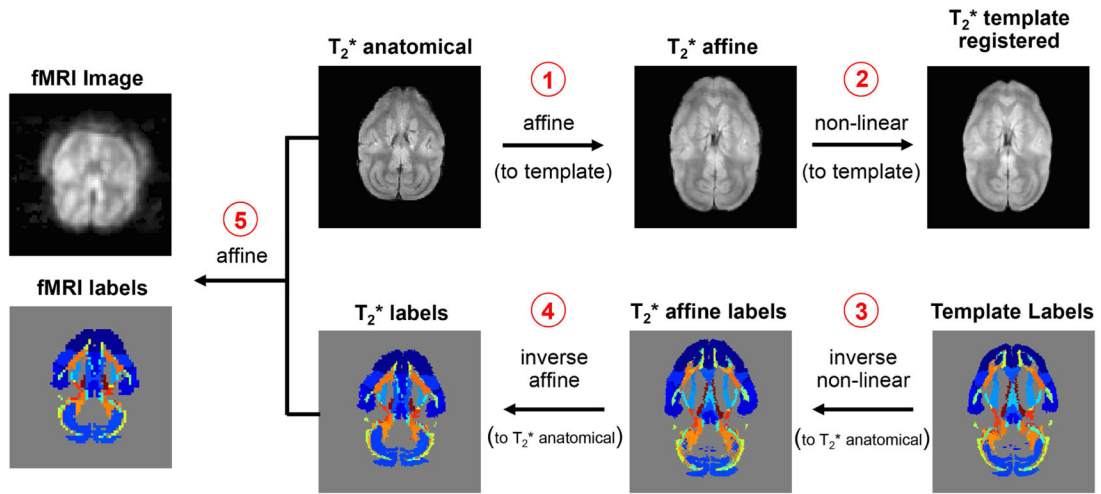 T2* anatomical
1
affine
(to template)
T2* affine
2
non-linear
(to template)
T2* template
registered
fMRI Image
5
affine
fMRI labels
T2* labels
4
inverse
affine
(to T2* anatomical)
T2* affine labels
3
inverse
non-linear
(to T2* anatomical)
Template Labels